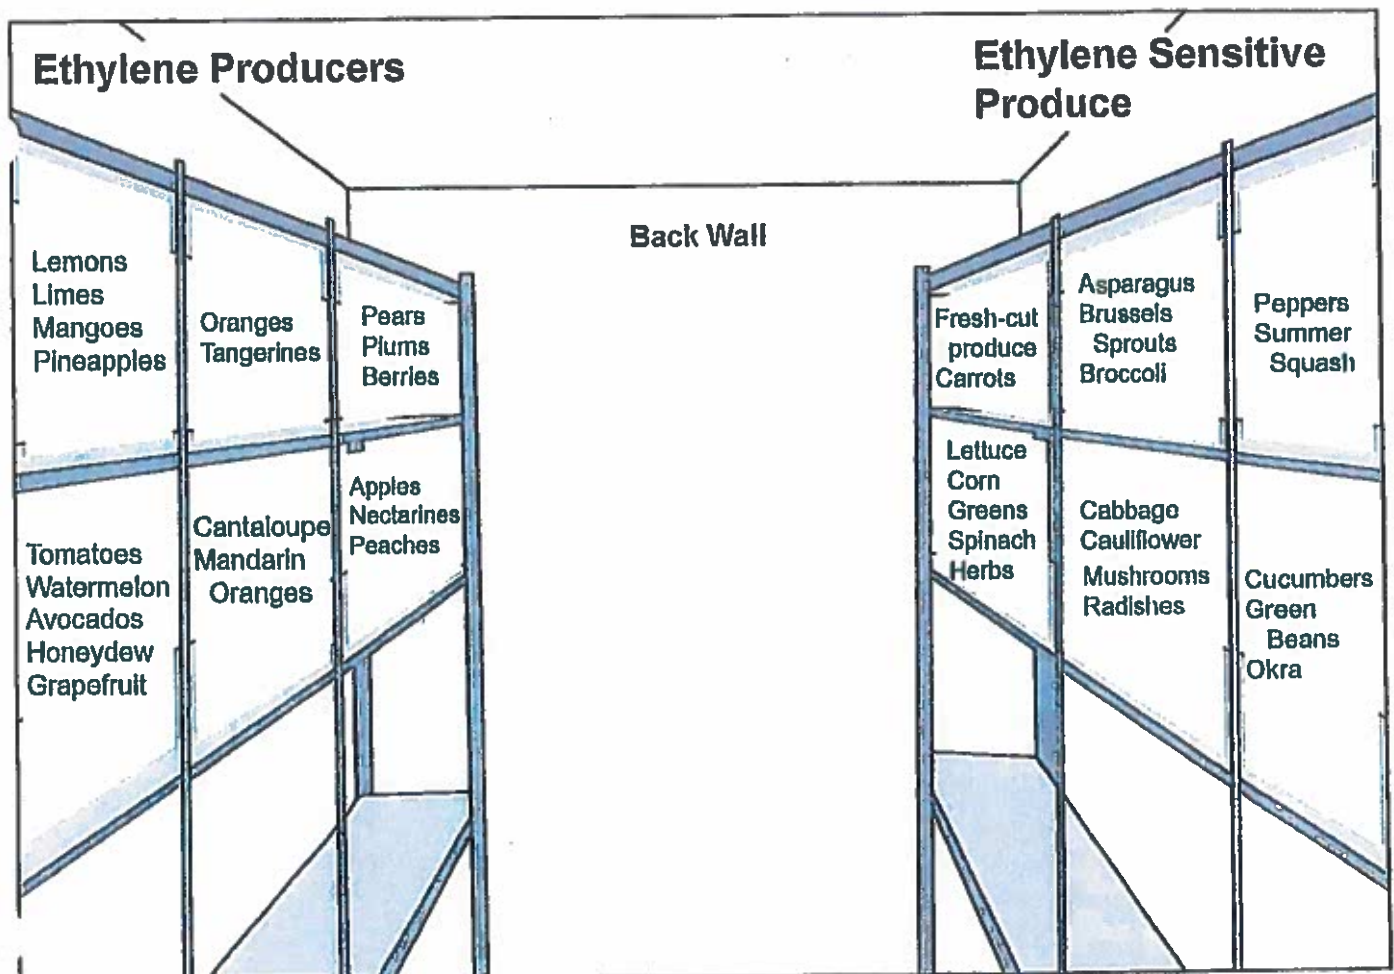 Ethylene Producers
Ethylene Sensitive
Produce
Back Wall
Lemons
Limes
Mangoes
Pineapples
Oranges
Tangerines
Pears
Plums
Berries
Tomatoes
Watermelon
Avocados
Honeydew
Grapefruit
Cantaloupe
Mandarin
Oranges
Apples
Nectarines
Peaches
Fresh-cut
produce
Carrots
Asparagus
Brussels
Sprouts
Broccoli
Peppers
Summer
Squash
Lettuce
Corn
Greens
Spinach
Herbs
Cabbage
Cauliflower
Mushrooms
Radishes
Cucumbers
Green
Beans
Okra